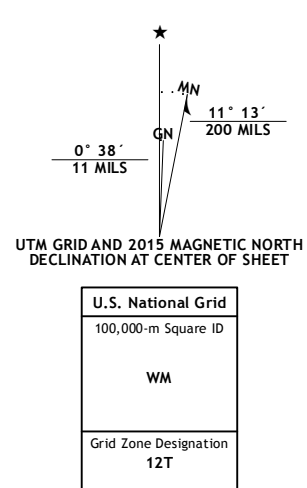 ★
MN
GN
11° 13´
200 MILS
0° 38´
11 MILS
UTM GRID AND 2015 MAGNETIC NORTH
DECLINATION AT CENTER OF SHEET
U.S. National Grid
100,000-m Square ID
WM
Grid Zone Designation
12T